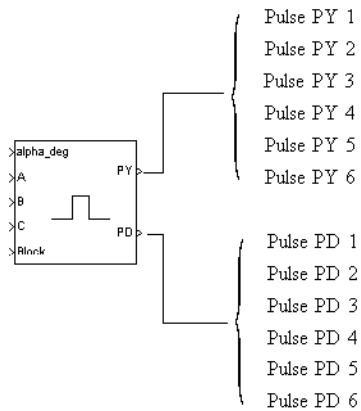 Pulse PY 1
Pulse PY 2
Pulse PY 3
Pulse PY 4
Pulse PY 5
Pulse PY 6
alpha_deg
A
B
C
Block
PY
PD
Pulse PD 1
Pulse PD 2
Pulse PD 3
Pulse PD 4
Pulse PD 5
Pulse PD 6